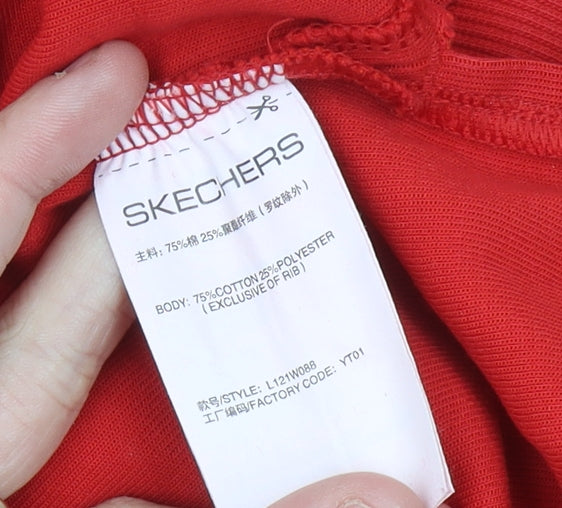 SKECHERS
主料: 75%棉 25%聚酯纤维 (罗纹除外)
BODY: 75%COTTON 25%POLYESTER
(EXCLUSIVE OF RIB)
款号/STYLE: L121W088
工厂编码/FACTORY CODE: YT01